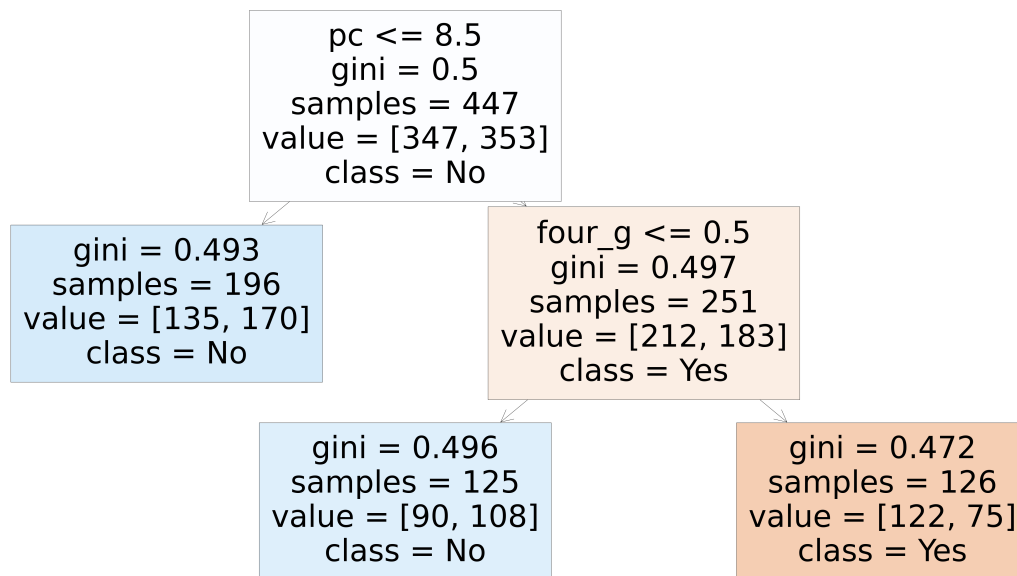 pc <= 8.5
gini = 0.5
samples = 447
value = [347, 353]
class = No
gini = 0.493
samples = 196
value = [135, 170]
class = No
four_g <= 0.5
gini = 0.497
samples = 251
value = [212, 183]
class = Yes
gini = 0.496
samples = 125
value = [90, 108]
class = No
gini = 0.472
samples = 126
value = [122, 75]
class = Yes